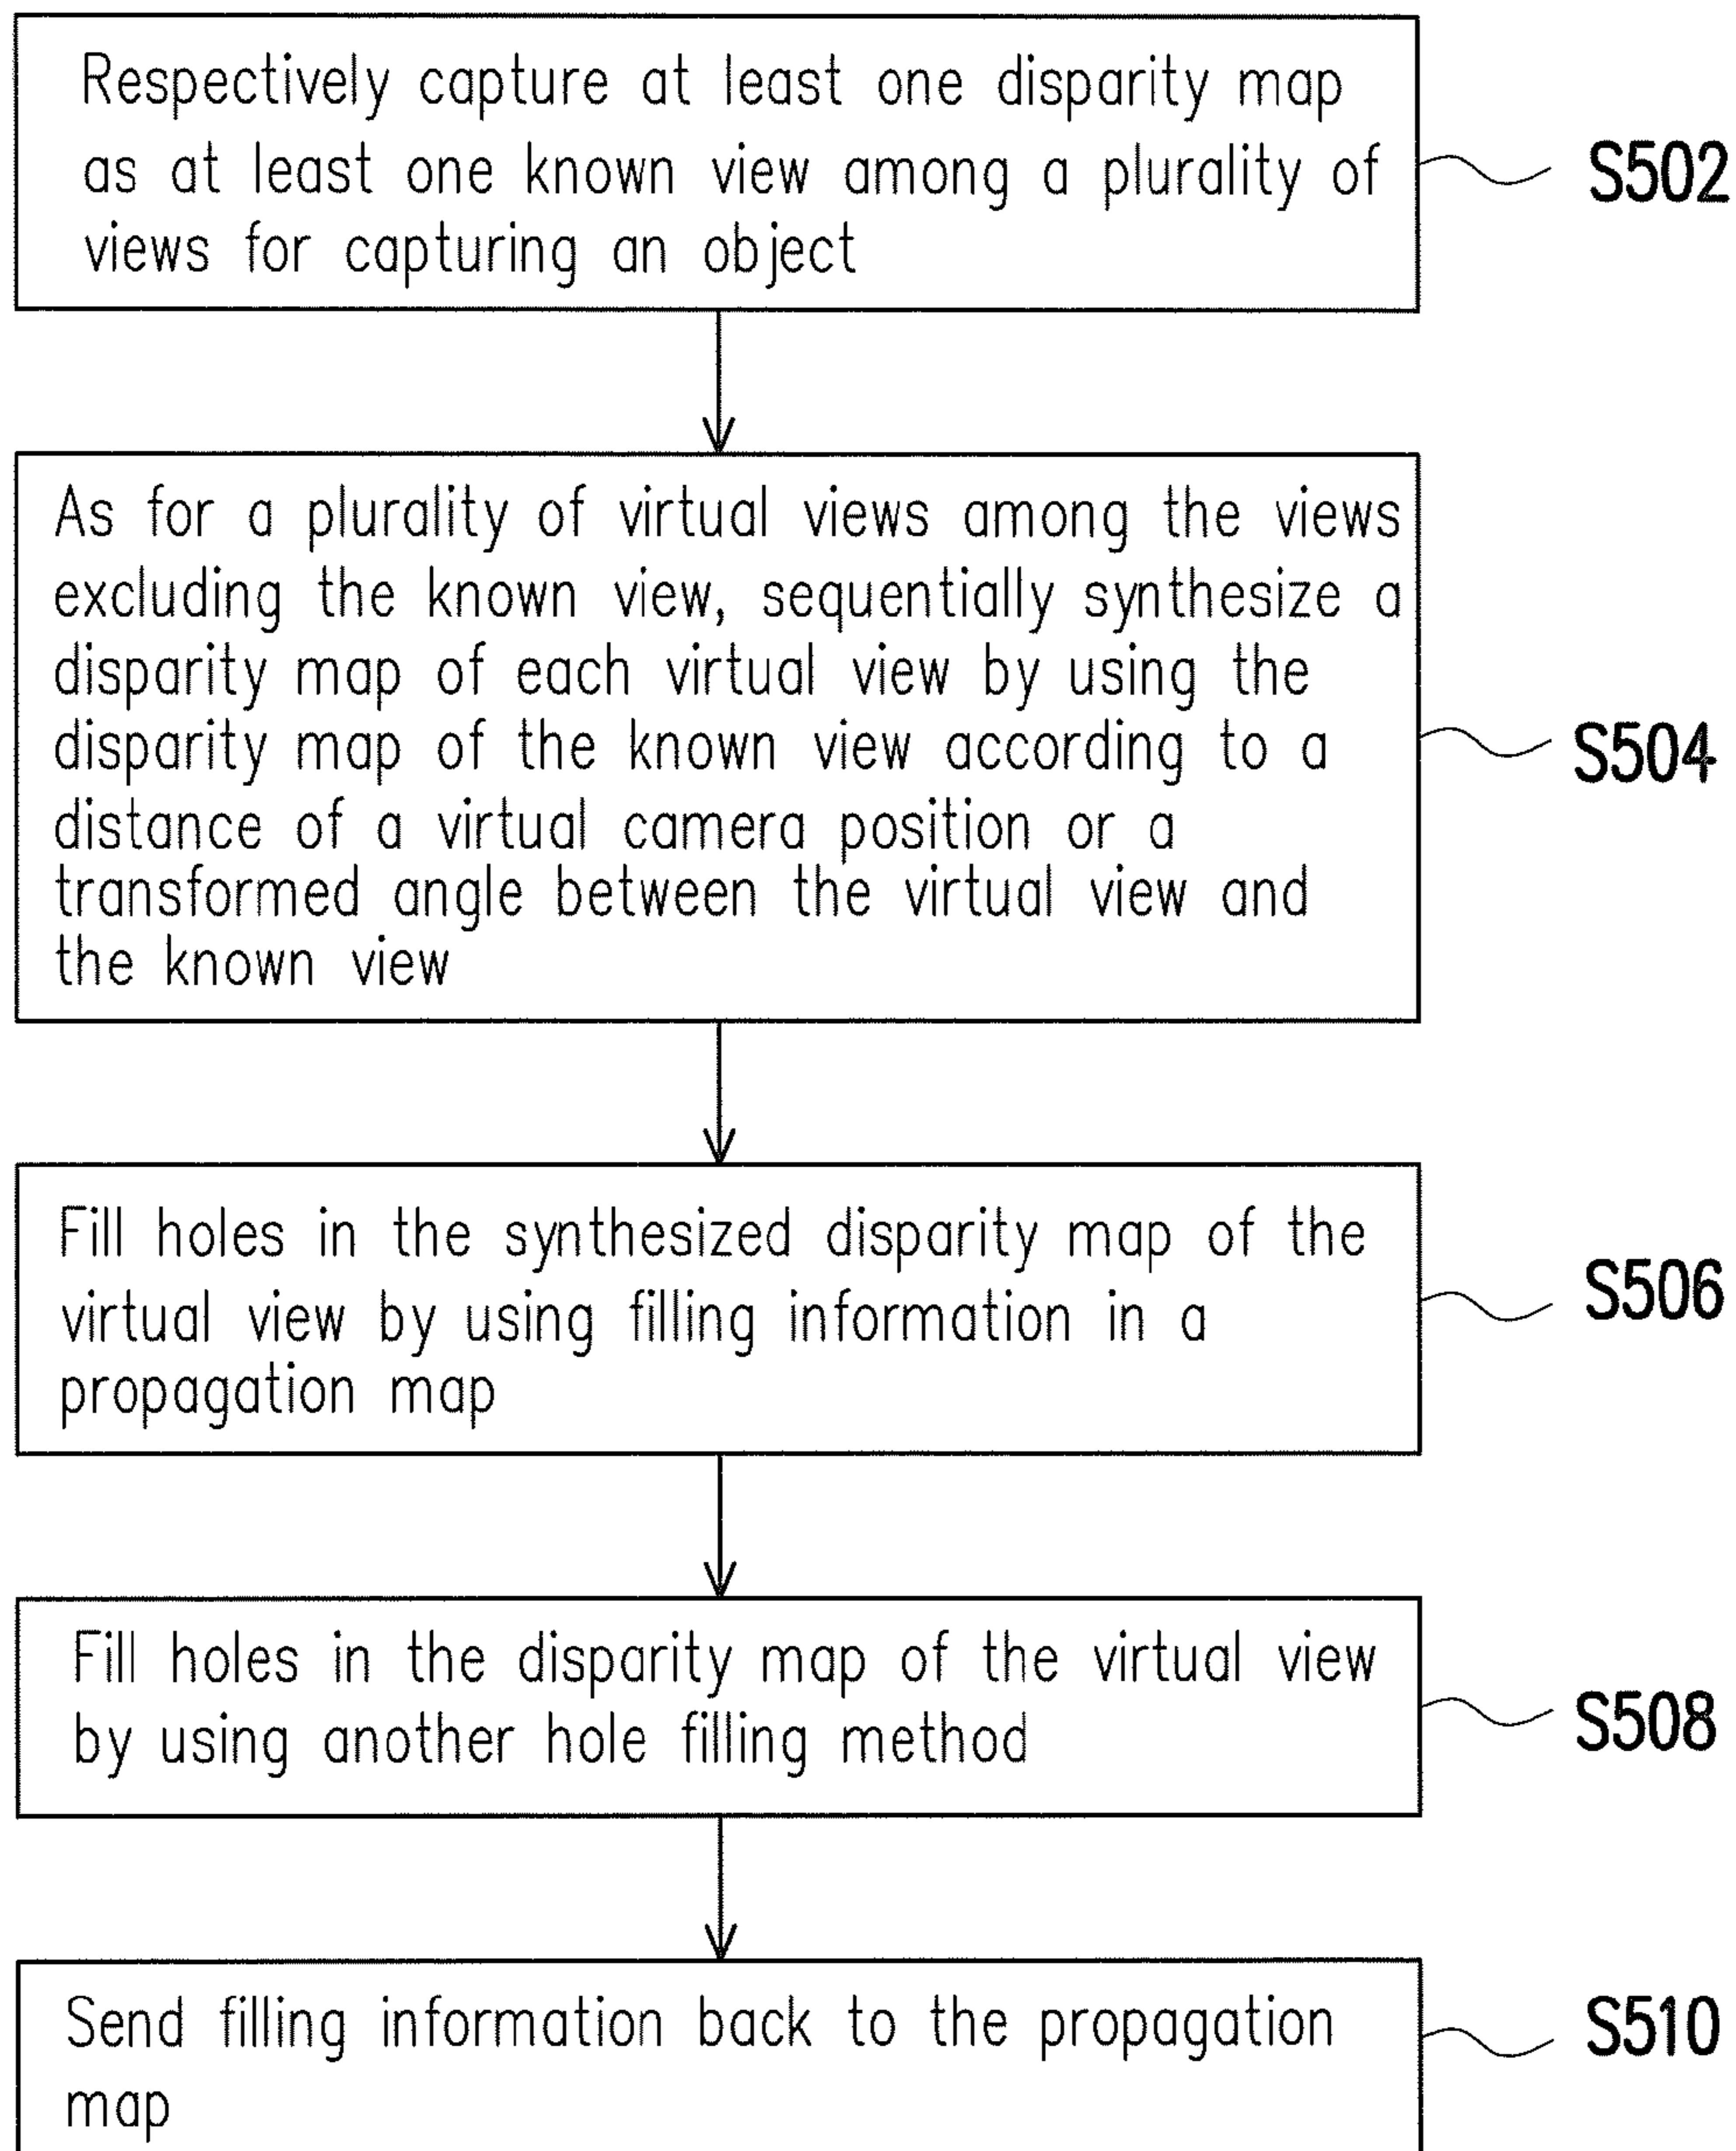 Respectively capture at least one disparity map
as at least one known view among a plurality of
views for capturing an object
S502
As for a plurality of virtual views among the views
excluding the known view, sequentially synthesize a
disparity map of each virtual view by using the
disparity map of the known view according to a
distance of a virtual camera position or a
transformed angle between the virtual view and
the known view
S504
Fill holes in the synthesized disparity map of the
virtual view by using filling information in a
propagation map
S506
Fill holes in the disparity map of the virtual view
by using another hole filling method
S508
Send filling information back to the propagation
map
S510